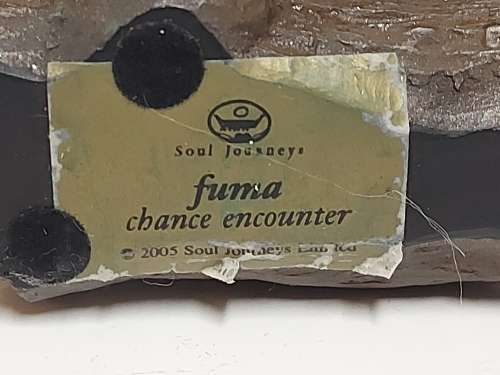 Soul Journeys
fuma
chance encounter
© 2005 Soul Journeys